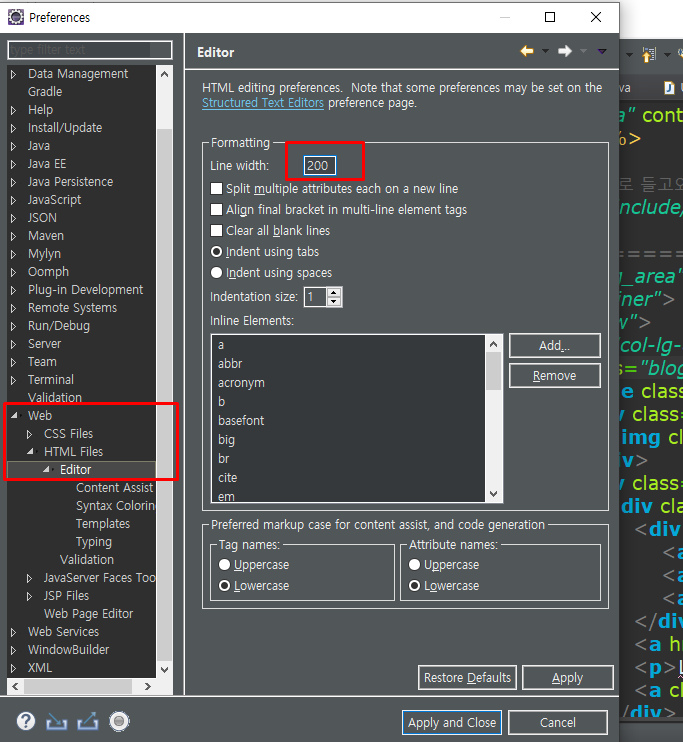 Preferences
type filter text
Data Management
Gradle
Help
Install/Update
Java
Java EE
Java Persistence
JavaScript
JSON
Maven
Mylyn
Oomph
Plug-in Development
Remote Systems
Run/Debug
Server
Team
Terminal
Validation
Web
CSS Files
HTML Files
Editor
Content Assist
Syntax Colorin
Templates
Typing
Validation
JavaServer Faces Too
JSP Files
Web Page Editor
Web Services
WindowBuilder
XML
Editor
HTML editing preferences. Note that some preferences may be set on the
Structured Text Editors preference page.
Formatting
Line width: 200
Split multiple attributes each on a new line
Align final bracket in multi-line element tags
Clear all blank lines
Indent using tabs
Indent using spaces
Indentation size: 1
Inline Elements:
a
abbr
acronym
b
basefont
big
br
cite
em
Add...
Remove
Preferred markup case for content assist, and code generation
Tag names:
Uppercase
Lowercase
Attribute names:
Uppercase
Lowercase
Restore Defaults
Apply
Apply and Close
Cancel
va
a" cont
%>
로 들고오
include/
=====
g_area"
iner">
w">
col-lg-
s="blog
e class
v class=
img cl
iv>
v class=
div cla
<div
<a
<a
<a
</div
<a hr
<p>L
<a cl
/div>